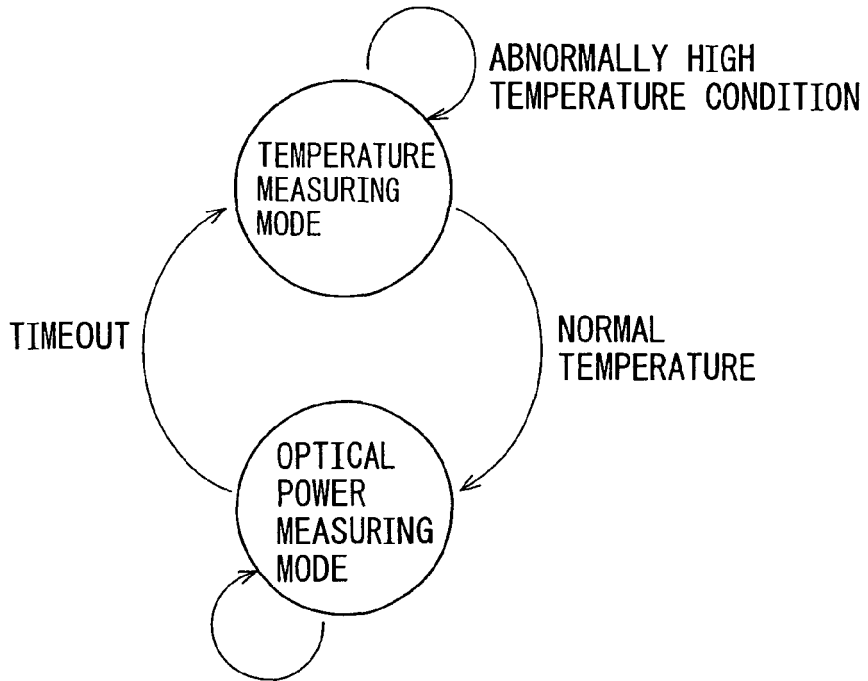 ABNORMALLY HIGH
TEMPERATURE CONDITION
TEMPERATURE
MEASURING
MODE
TIMEOUT
NORMAL
TEMPERATURE
OPTICAL
POWER
MEASURING
MODE